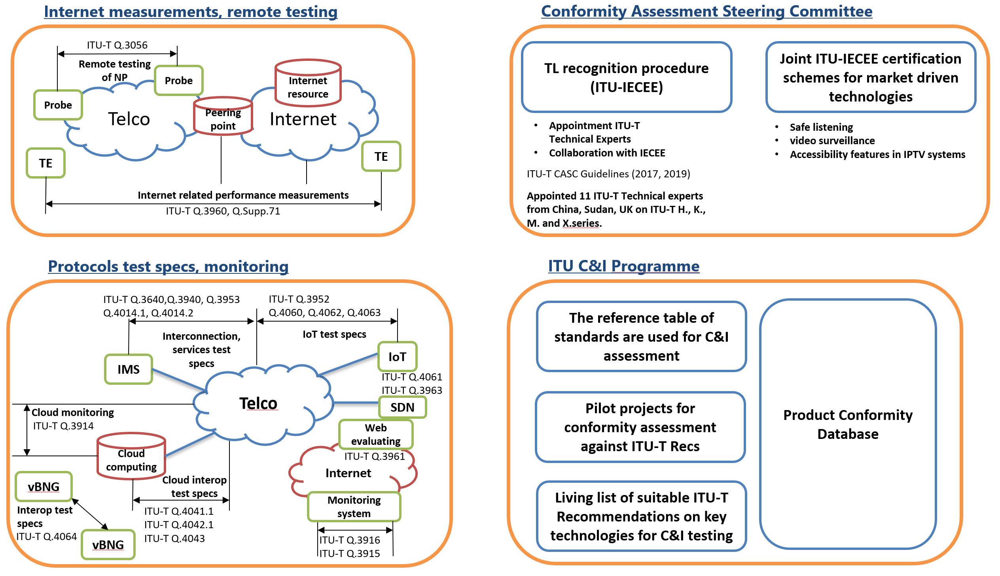 Internet measurements, remote testing
ITU-T Q.3056
Remote testing
of NP
Probe
Probe
Internet
resource
Telco
Peering
point
Internet
TE
TE
Internet related performance measurements
ITU-T Q.3960, Q.Supp.71
Conformity Assessment Steering Committee
TL recognition procedure
(ITU-IECEE)
• Appointment ITU-T
Technical Experts
• Collaboration with IECEE
ITU-T CASC Guidelines (2017, 2019)
Appointed 11 ITU-T Technical experts
from China, Sudan, UK on ITU-T H., K.,
M. and X.series.
Joint ITU-IECEE certification
schemes for market driven
technologies
• Safe listening
• video surveillance
• Accessibility features in IPTV systems
Protocols test specs, monitoring
ITU-T Q.3640,Q.3940, Q.3953
Q.4014.1, Q.4014.2
ITU-T Q.3952
Q.4060, Q.4062, Q.4063
Interconnection,
services test
specs
IoT test specs
IMS
IoT
ITU-T Q.4061
ITU-T Q.3963
Telco
SDN
Cloud monitoring
ITU-T Q.3914
Web
evaluating
ITU-T Q.3961
Cloud
computing
Internet
vBNG
Cloud interop
test specs
Monitoring
system
Interop test
specs
ITU-T Q.4064
vBNG
ITU-T Q.4041.1
ITU-T Q.4042.1
ITU-T Q.4043
ITU-T Q.3916
ITU-T Q.3915
ITU C&I Programme
The reference table of
standards are used for C&I
assessment
Pilot projects for
conformity assessment
against ITU-T Recs
Living list of suitable ITU-T
Recommendations on key
technologies for C&I testing
Product Conformity
Database